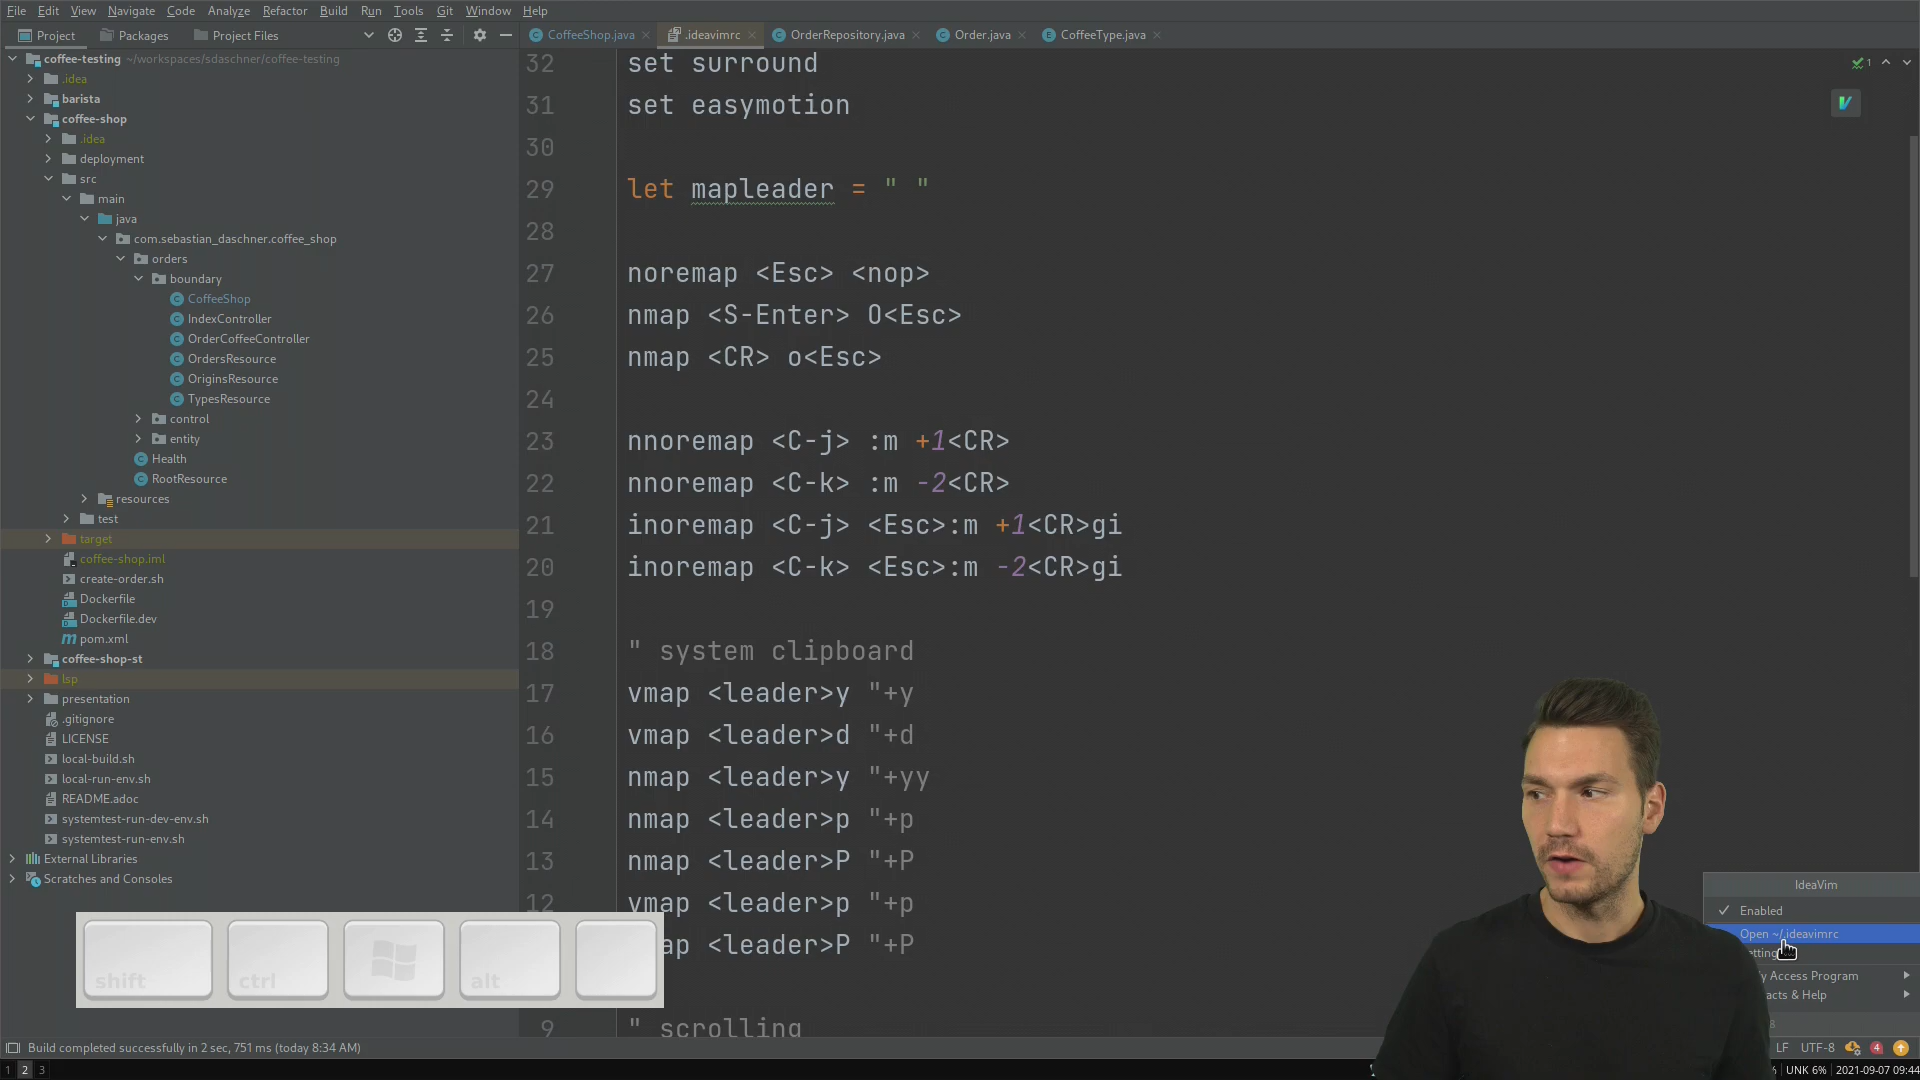 File Edit View Navigate Code Analyze Refactor Build Run Tools Git Window Help
Project Packages Project Files
CoffeeShop.java .ideavimrc OrderRepository.java Order.java CoffeeType.java
coffee-testing ~/workspaces/sdaschner/coffee-testing
.idea
barista
coffee-shop
.idea
deployment
src
main
java
com.sebastian_daschner.coffee_shop
orders
boundary
CoffeeShop
IndexController
OrderCoffeeController
OrdersResource
OriginsResource
TypesResource
control
entity
Health
RootResource
resources
test
target
coffee-shop.iml
create-order.sh
Dockerfile
Dockerfile.dev
pom.xml
coffee-shop-st
lsp
presentation
.gitignore
LICENSE
local-build.sh
local-run-env.sh
README.adoc
systemtest-run-dev-env.sh
systemtest-run-env.sh
External Libraries
Scratches and Consoles
32 set surround
31 set easymotion
30
29 let mapleader = " "
28
27 noremap <Esc> <nop>
26 nmap <S-Enter> O<Esc>
25 nmap <CR> o<Esc>
24
23 nnoremap <C-j> :m +1<CR>
22 nnoremap <C-k> :m -2<CR>
21 inoremap <C-j> <Esc>:m +1<CR>gi
20 inoremap <C-k> <Esc>:m -2<CR>gi
19
18 " system clipboard
17 vmap <leader>y "+y
16 vmap <leader>d "+d
15 nmap <leader>y "+yy
14 nmap <leader>p "+p
13 nmap <leader>P "+P
12 vmap <leader>p "+p
ap <leader>P "+P
9 " scrolling
1
shift ctrl alt
IdeaVim
Enabled
Open ~/.ideavimrc
y Access Program
acts & Help
8
Build completed successfully in 2 sec, 751 ms (today 8:34 AM)
LF UTF-8 4
1 2 3
% UNK 6% 2021-09-07 09:44